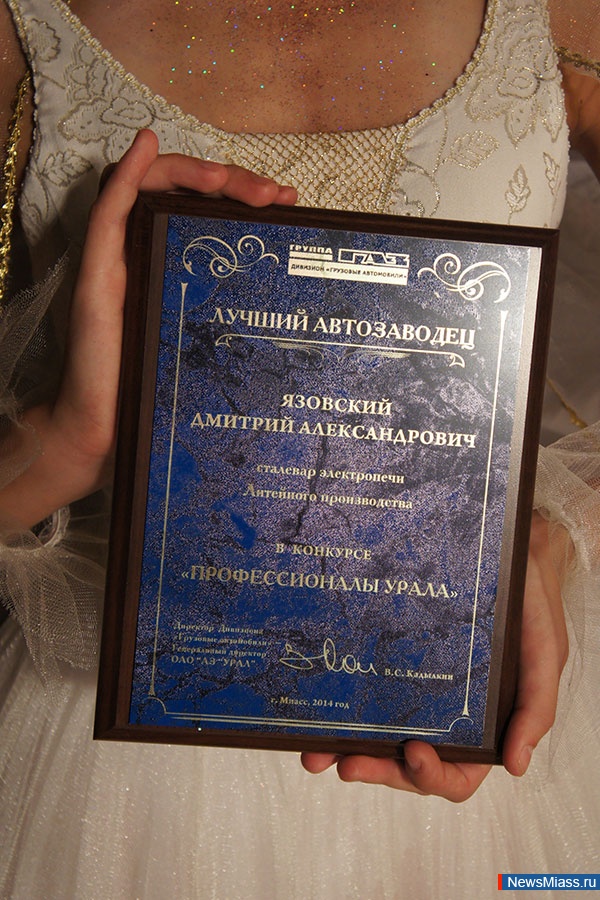 ГРУППА ГАЗ
ДИВИЗИОН «ГРУЗОВЫЕ АВТОМОБИЛИ»
ЛУЧШИЙ АВТОЗАВОДЕЦ
ЯЗОВСКИЙ
ДМИТРИЙ АЛЕКСАНДРОВИЧ
сталевар электропечи
Литейного производства
В КОНКУРСЕ
«ПРОФЕССИОНАЛЫ УРАЛА»
Директор Дивизиона
«Грузовые автомобили»
Генеральный директор
ОАО "АЗ "УРАЛ"
В.С. Кадылкин
г. Миасс, 2014 год
NewsMiass.ru